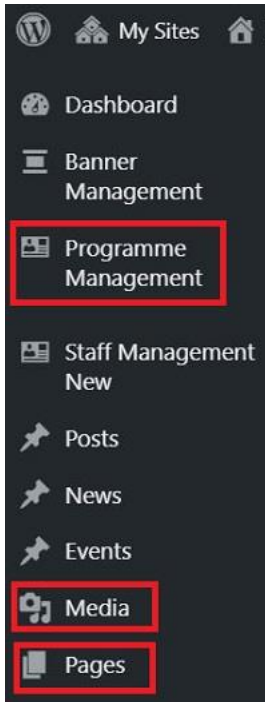 My Sites
Dashboard
Banner
Management
Programme
Management
Staff Management
New
Posts
News
Events
Media
Pages